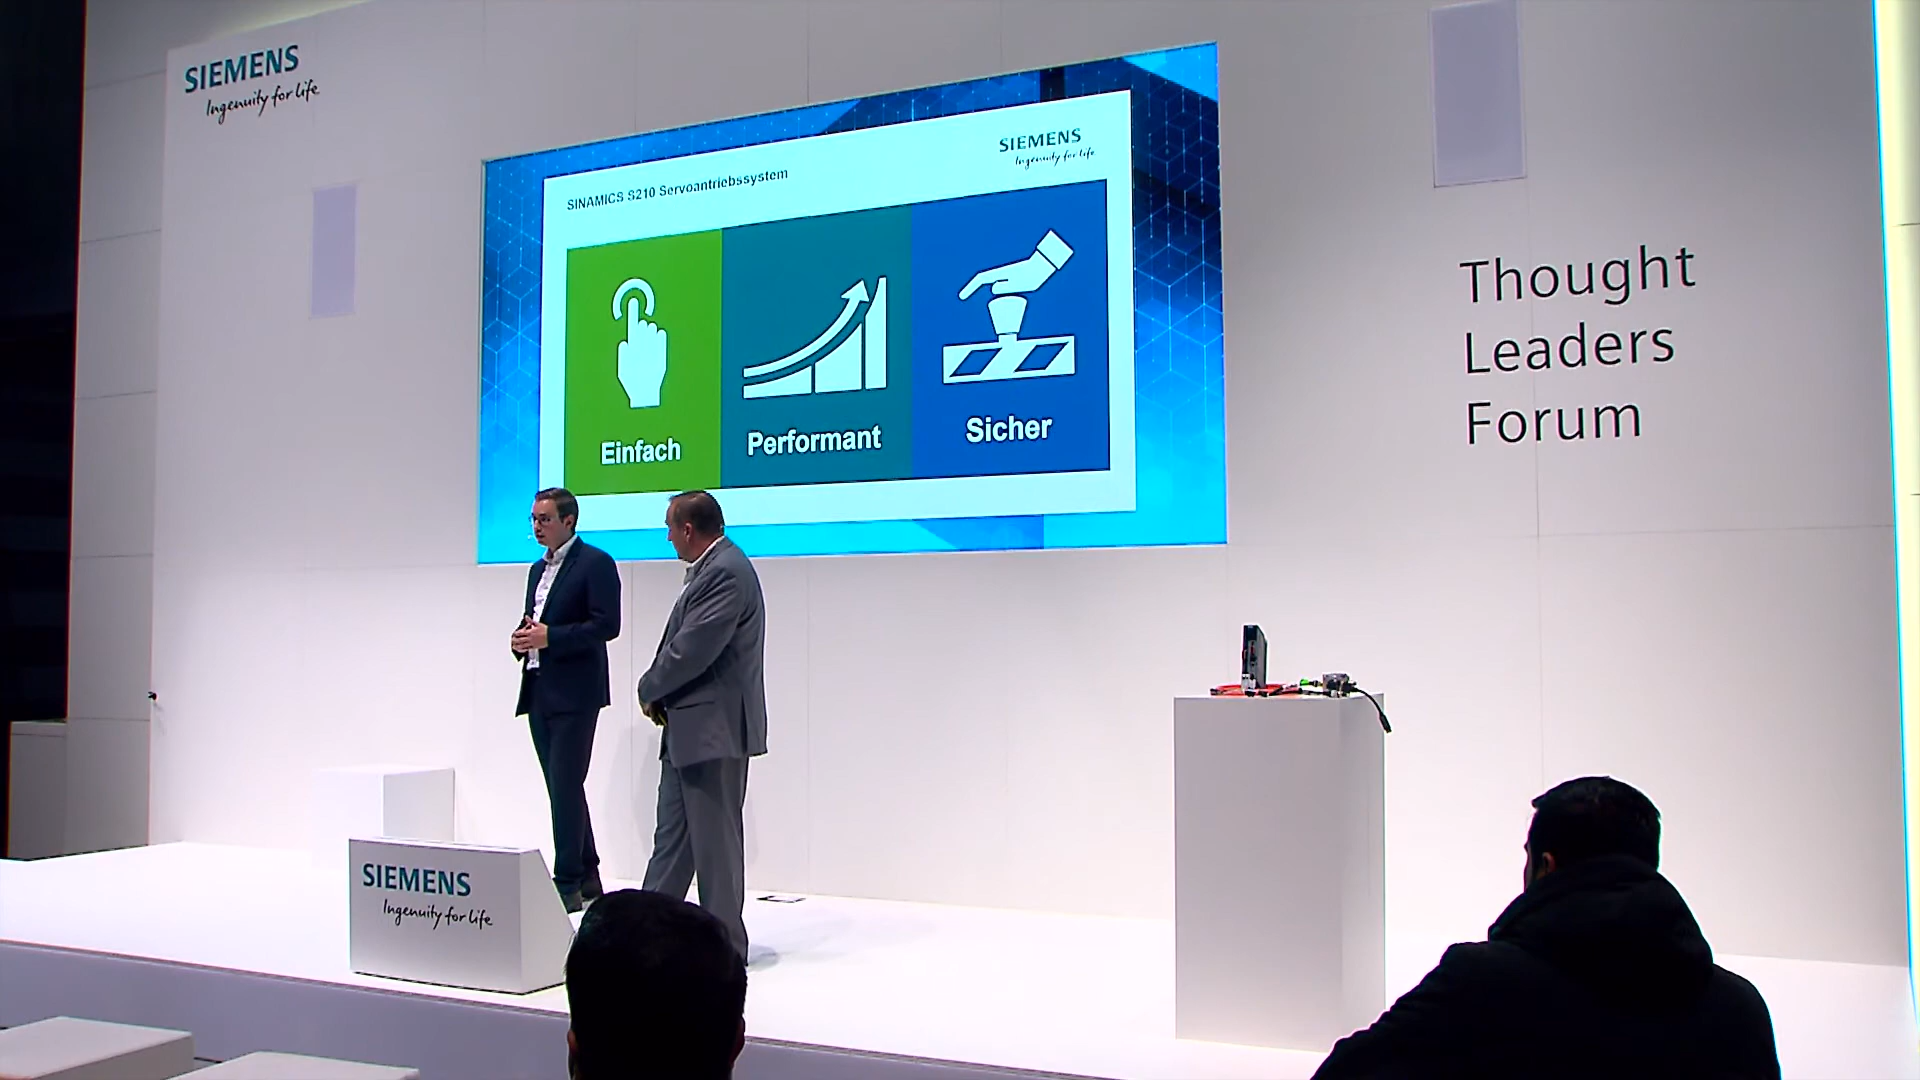 SIEMENS
Ingenuity for life
SIEMENS
Ingenuity for life
SINAMICS S210 Servoantriebssystem
Einfach
Performant
Sicher
Thought
Leaders
Forum
SIEMENS
Ingenuity for life